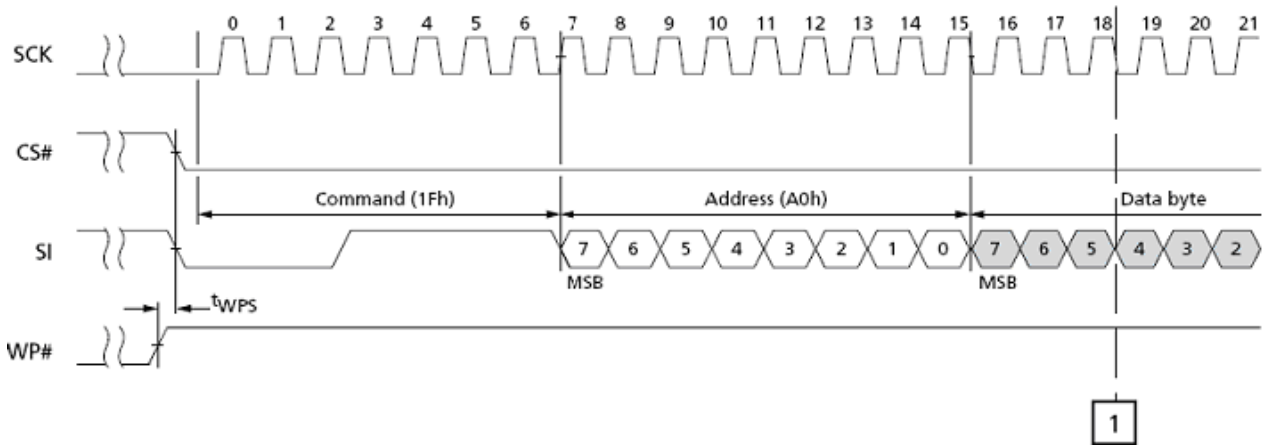 0 1 2 3 4 5 6 7 8 9 10 11 12 13 14 15 16 17 18 19 20 21
SCK
CS#
Command (1Fh) Address (A0h) Data byte
SI 7 6 5 4 3 2 1 0 7 6 5 4 3 2
MSB MSB
tWPS
WP#
1